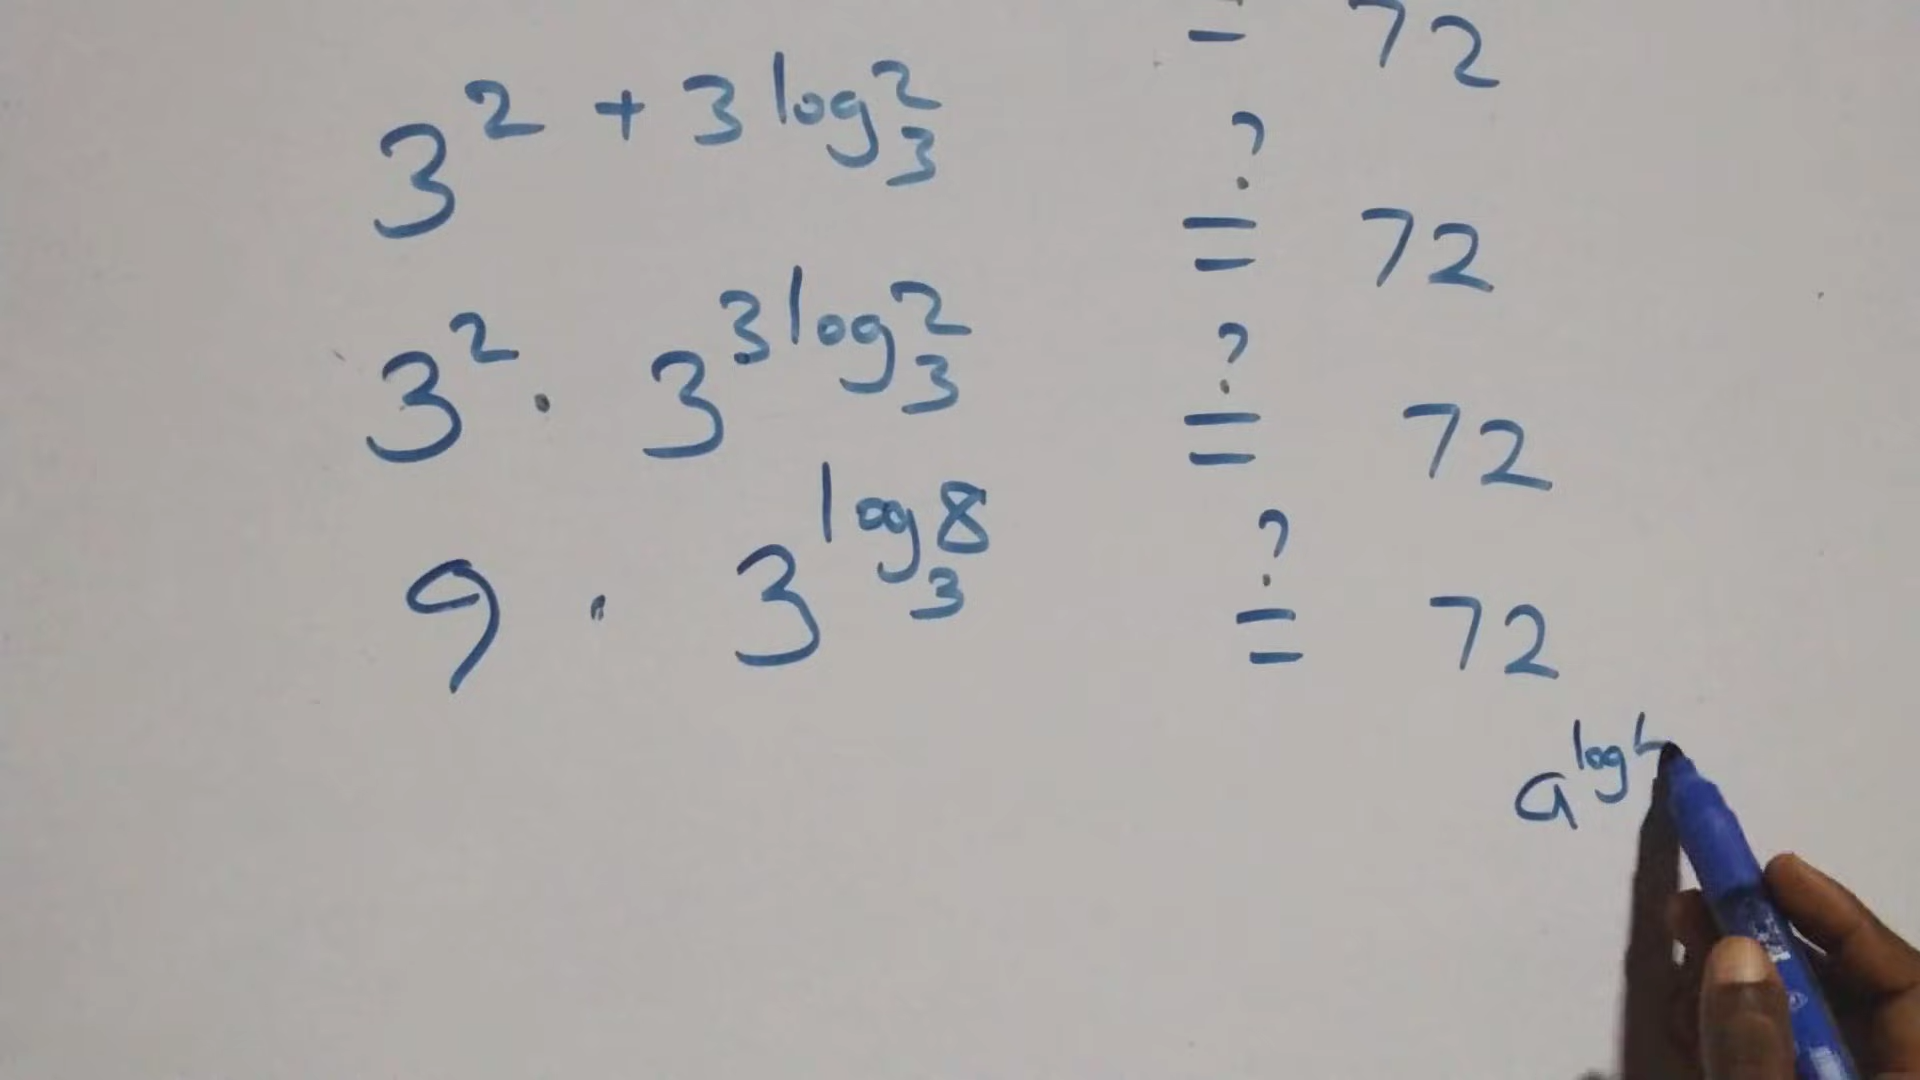 = 72
3^{2 + 3 log_3 2} ?= 72
3^2 · 3^{3 log_3 2} ?= 72
9 · 3^{log_3 8} ?= 72
a^{log